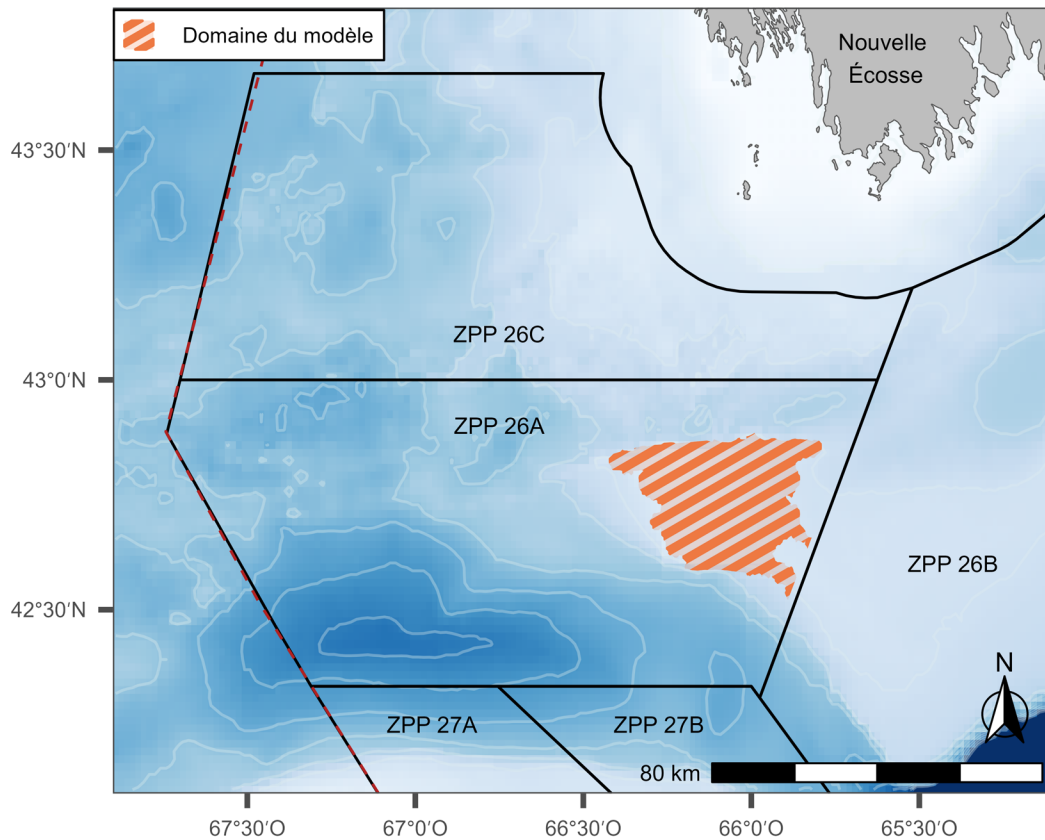 Domaine du modèle
Nouvelle
Écosse
43°30′N
ZPP 26C
43°0′N
ZPP 26A
ZPP 26B
42°30′N
N
ZPP 27A
ZPP 27B
80 km
67°30′O
67°0′O
66°30′O
66°0′O
65°30′O